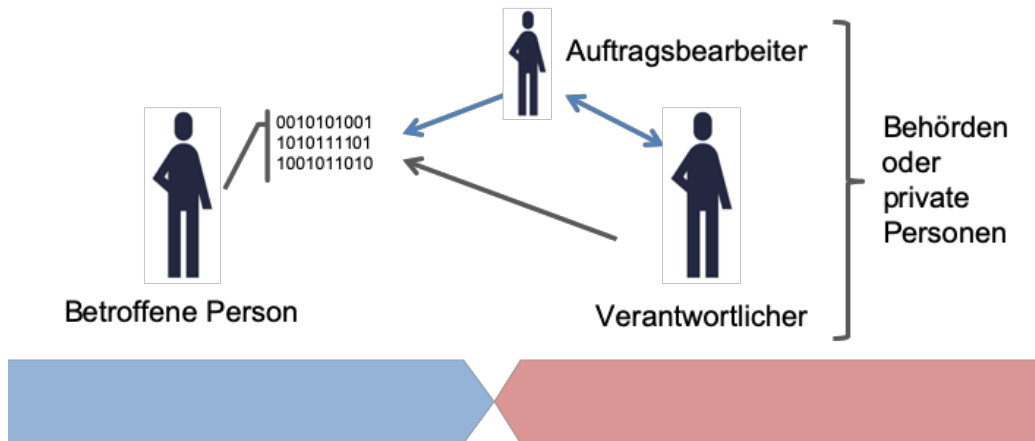 Auftragsbearbeiter
0010101001
1010111101
1001011010
Behörden
oder
private
Personen
Betroffene Person
Verantwortlicher